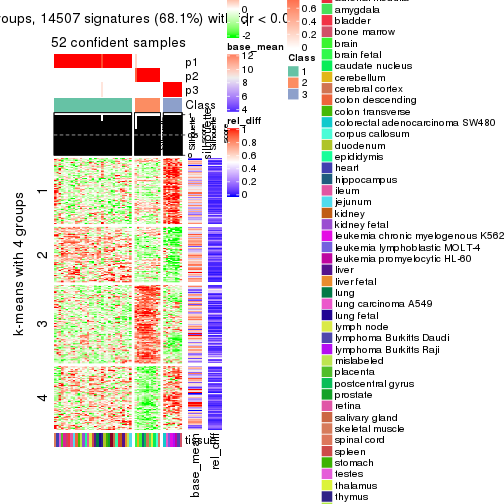 oups, 14507 signatures (68.1%) with fdr < 0.0
52 confident samples
p1
p2
p3
Class
silhouette
1
0
k-means with 4 groups
1
2
3
4
tissue
base_mean
rel_diff
0
-2
base_mean
12
10
8
6
4
rel_diff
1
0.8
0.6
0.4
0.2
0
0.6
0.4
0.2
0
Class
1
2
3
amygdala
bladder
bone marrow
brain
brain fetal
caudate nucleus
cerebellum
cerebral cortex
colon descending
colon transverse
colorectal adenocarcinoma SW480
corpus callosum
duodenum
epididymis
heart
hippocampus
ileum
jejunum
kidney
kidney fetal
leukemia chronic myelogenous K562
leukemia lymphoblastic MOLT-4
leukemia promyelocytic HL-60
liver
liver fetal
lung
lung carcinoma A549
lung fetal
lymph node
lymphoma Burkitts Daudi
lymphoma Burkitts Raji
mislabeled
placenta
postcentral gyrus
prostate
retina
salivary gland
skeletal muscle
spinal cord
spleen
stomach
testes
thalamus
thymus